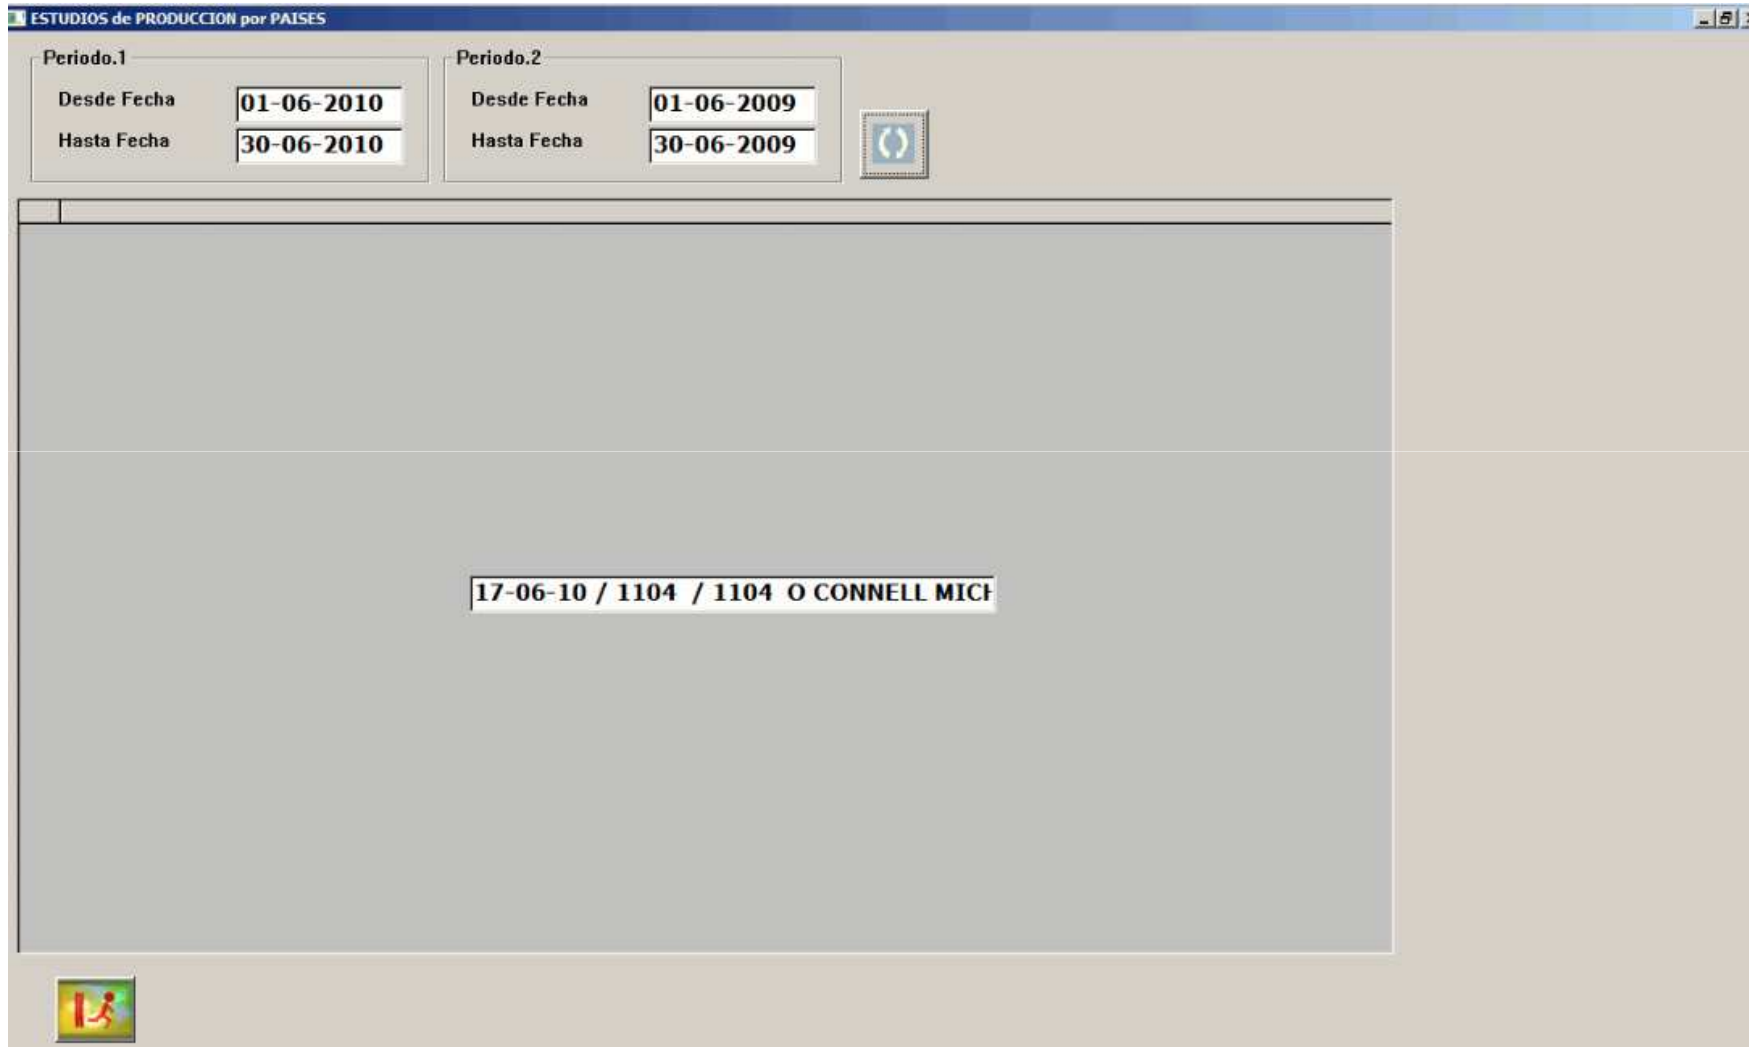 ESTUDIOS de PRODUCCION por PAISES
Periodo.1
Desde Fecha 01-06-2010
Hasta Fecha 30-06-2010
Periodo.2
Desde Fecha 01-06-2009
Hasta Fecha 30-06-2009
17-06-10 / 1104 / 1104 O CONNELL MICH